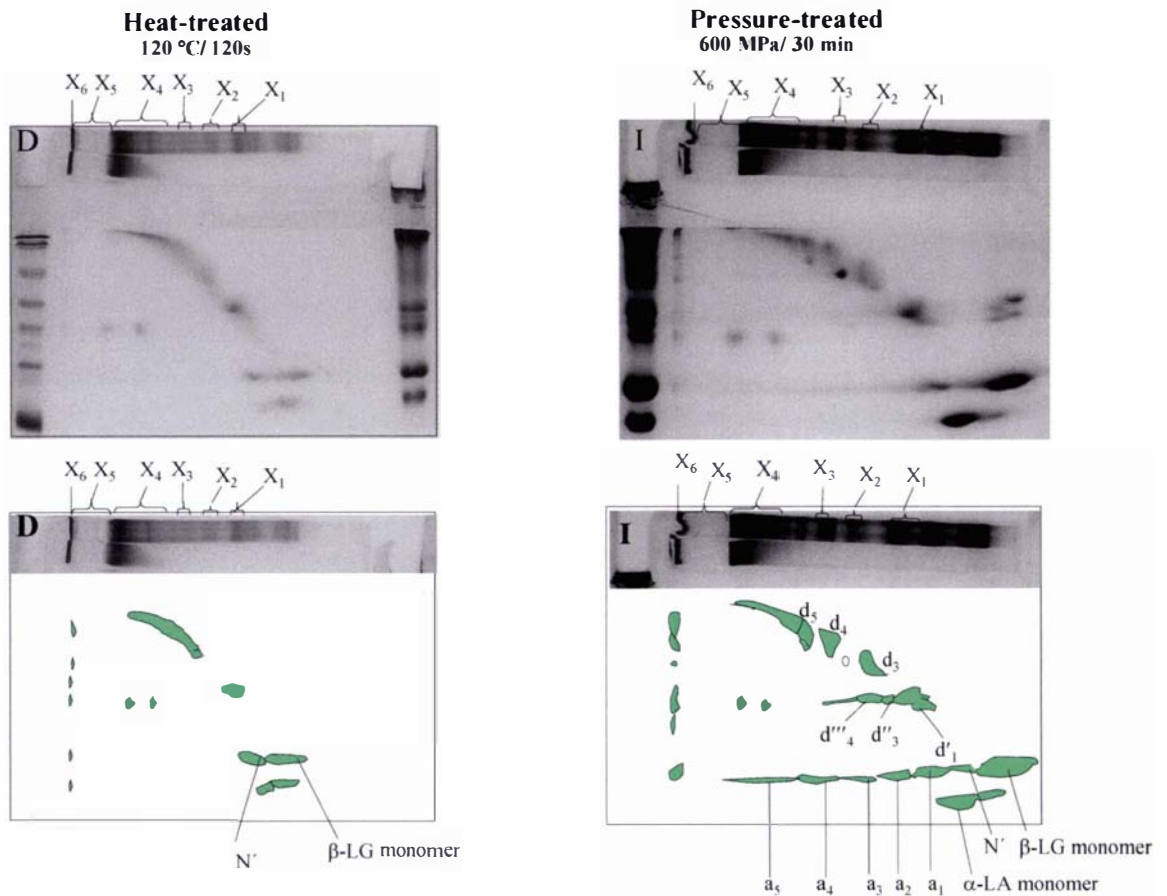 Heat-treated
120 °C/ 120s
X6 X5 X4 X3 X2 X1
D
X6 X5 X4 X3 X2 X1
D
N´
β-LG monomer
Pressure-treated
600 MPa/ 30 min
X6 X5 X4 X3 X2 X1
I
X6 X5 X4 X3 X2 X1
I
d5
d4
d3
d'''4 d''3 d'1
N´ β-LG monomer
a5 a4 a3 a2 a1 α-LA monomer